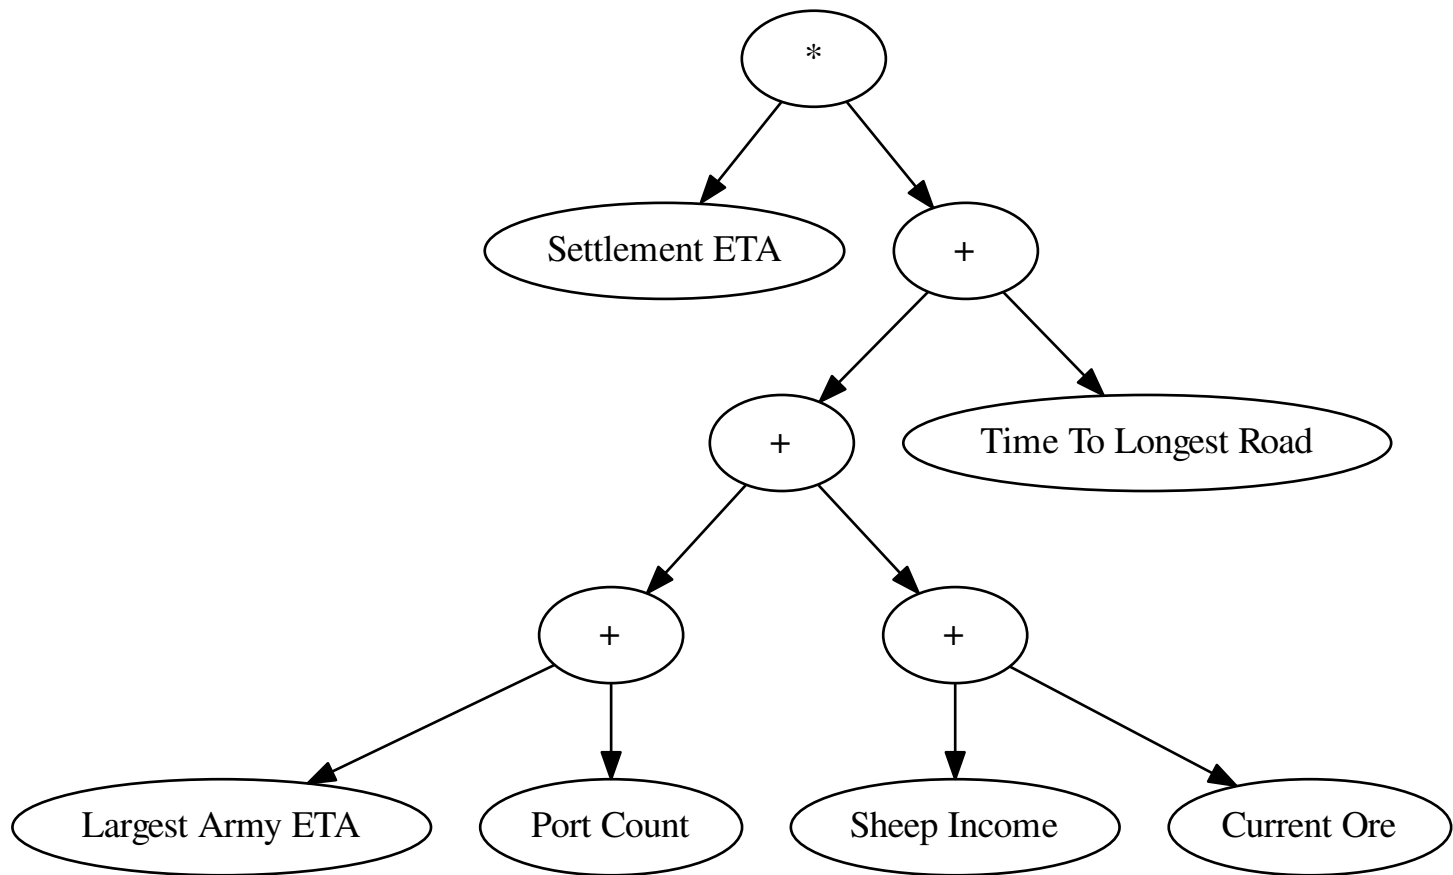 *
Settlement ETA
+
+
Time To Longest Road
+
+
Largest Army ETA
Port Count
Sheep Income
Current Ore